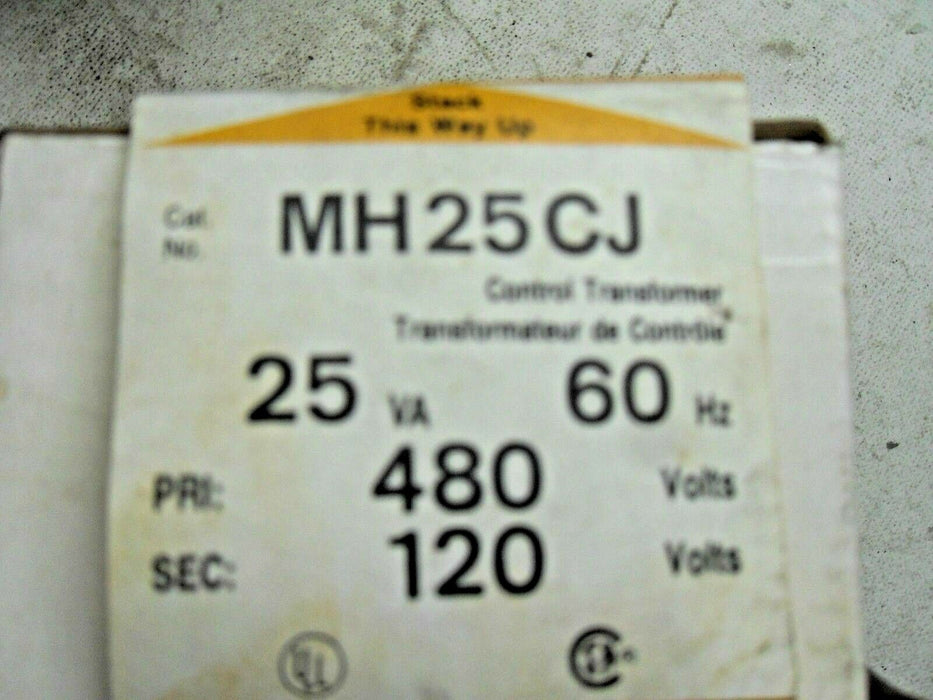 Stack
This Way Up
Cat. No. MH25CJ
Control Transformer
Transformateur de Contrôle
25 VA 60 Hz
PRI: 480 Volts
SEC: 120 Volts
UL